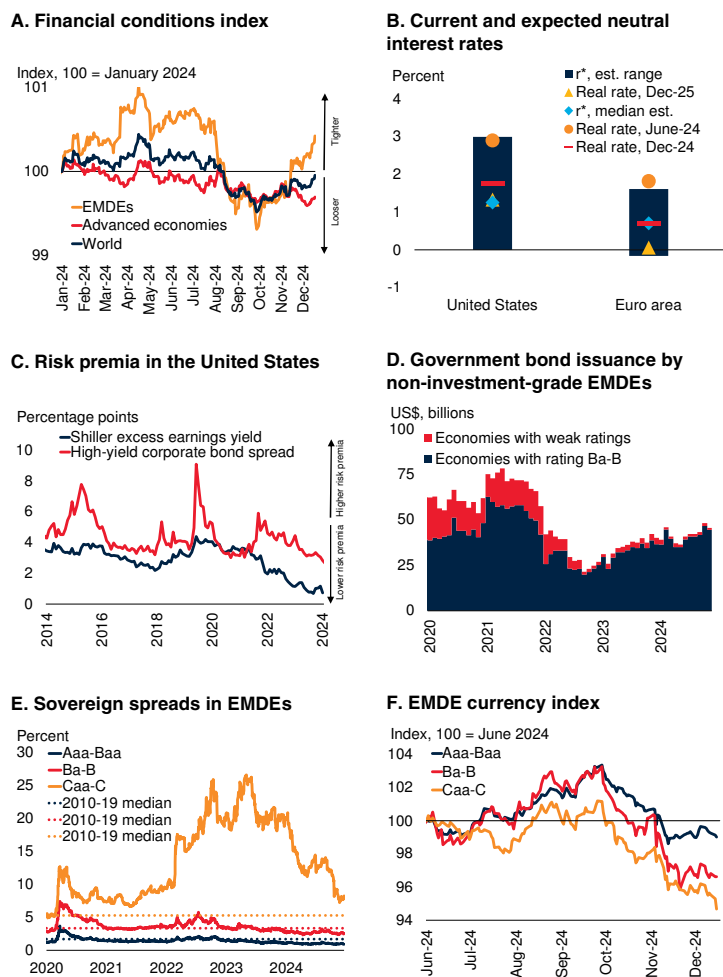 A. Financial conditions index
Index, 100 = January 2024
101
100
99
Tighter
Looser
EMDEs
Advanced economies
World
Jan-24
Feb-24
Mar-24
Apr-24
May-24
Jun-24
Jul-24
Aug-24
Sep-24
Oct-24
Nov-24
Dec-24
B. Current and expected neutral
interest rates
Percent
r*, est. range
Real rate, Dec-25
r*, median est.
Real rate, June-24
Real rate, Dec-24
4
3
2
1
0
-1
United States
Euro area
C. Risk premia in the United States
Percentage points
Shiller excess earnings yield
High-yield corporate bond spread
10
8
6
4
2
0
Higher risk premia
Lower risk premia
2014
2016
2018
2020
2022
2024
D. Government bond issuance by
non-investment-grade EMDEs
US$, billions
100
75
50
25
0
Economies with weak ratings
Economies with rating Ba-B
2020
2021
2022
2023
2024
E. Sovereign spreads in EMDEs
Percent
30
25
20
15
10
5
0
Aaa-Baa
Ba-B
Caa-C
2010-19 median
2010-19 median
2010-19 median
2020
2021
2022
2023
2024
F. EMDE currency index
Index, 100 = June 2024
104
102
100
98
96
94
Aaa-Baa
Ba-B
Caa-C
Jun-24
Jul-24
Aug-24
Sep-24
Oct-24
Nov-24
Dec-24